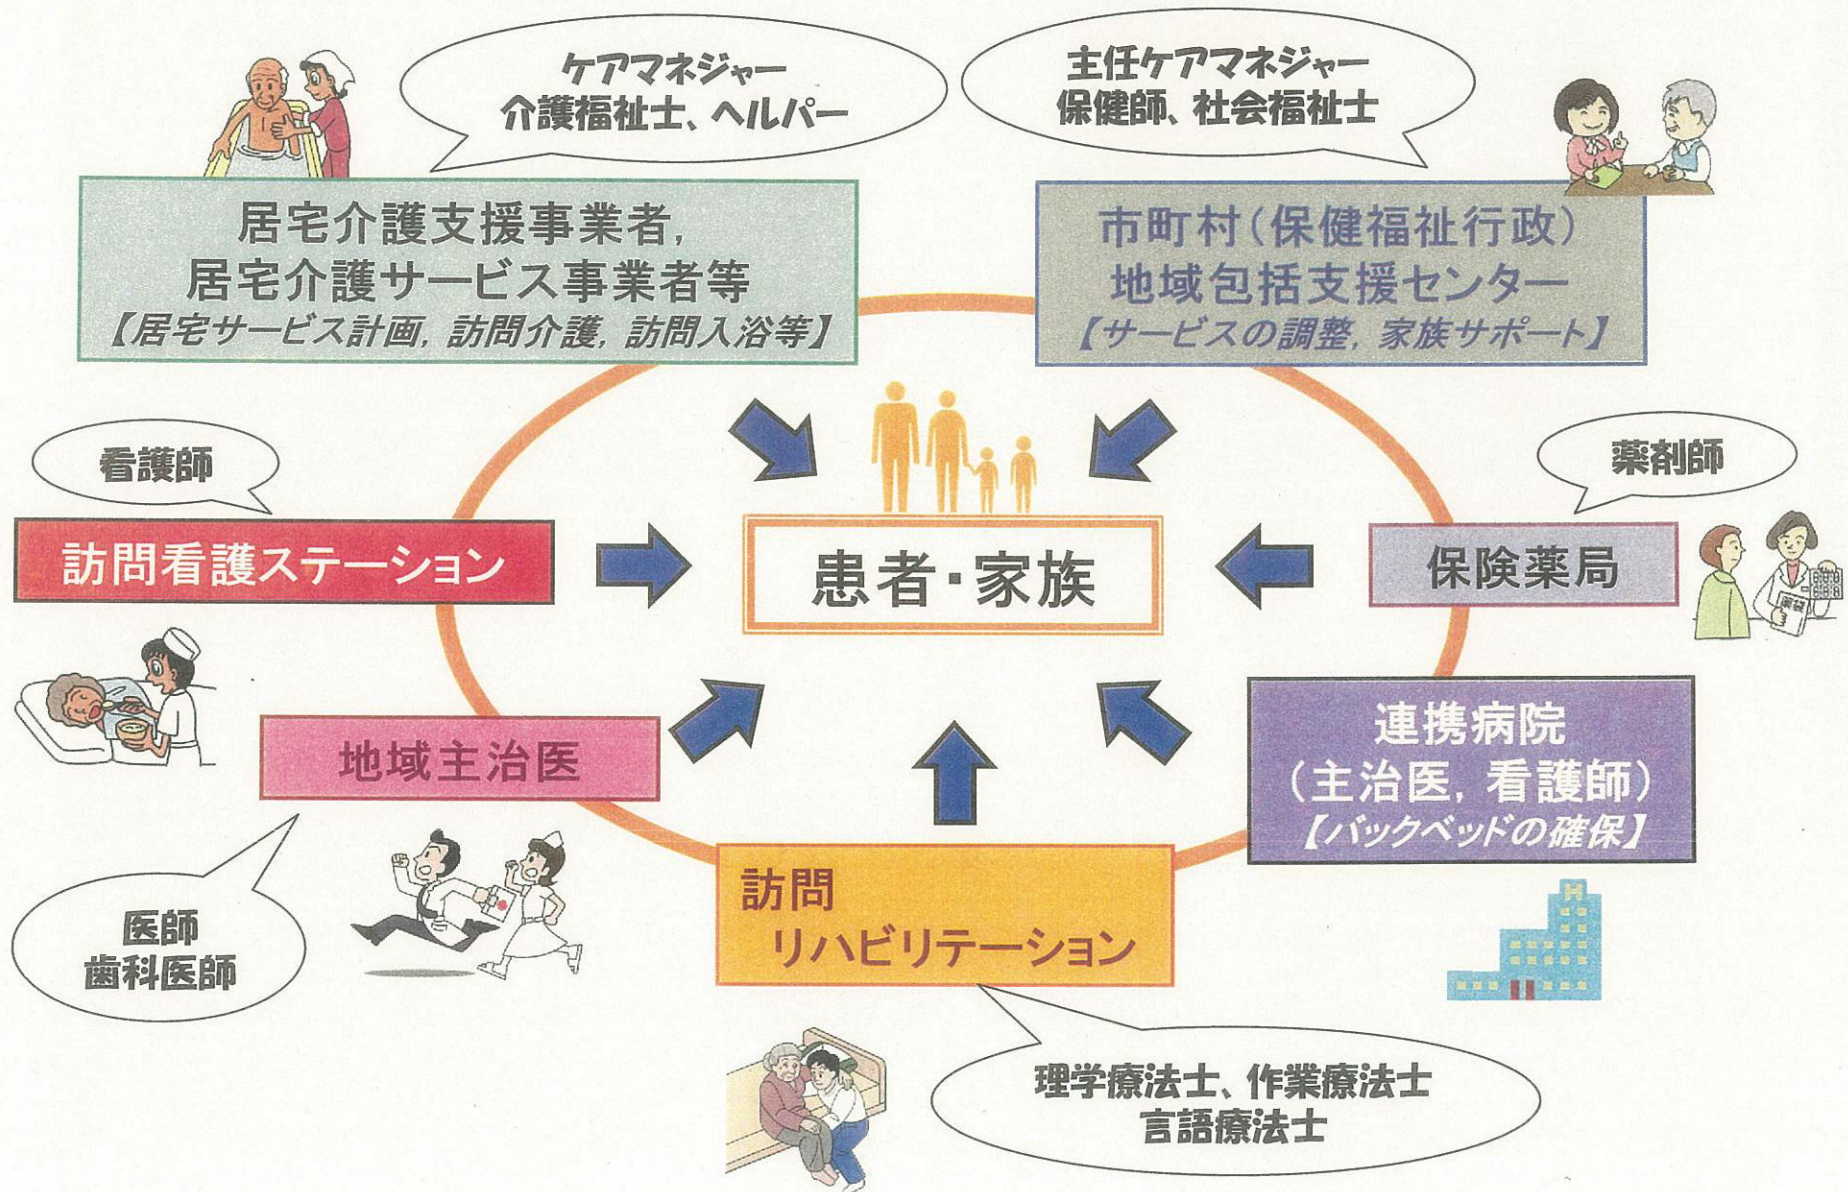 ケアマネジャー
介護福祉士、ヘルパー
主任ケアマネジャー
保健師、社会福祉士
居宅介護支援事業者,
居宅介護サービス事業者等
【居宅サービス計画, 訪問介護, 訪問入浴等】
市町村(保健福祉行政)
地域包括支援センター
【サービスの調整, 家族サポート】
看護師
薬剤師
訪問看護ステーション
患者・家族
保険薬局
薬袋
地域主治医
連携病院
(主治医, 看護師)
【バックベッドの確保】
医師
歯科医師
訪問
リハビリテーション
H
理学療法士、作業療法士
言語療法士